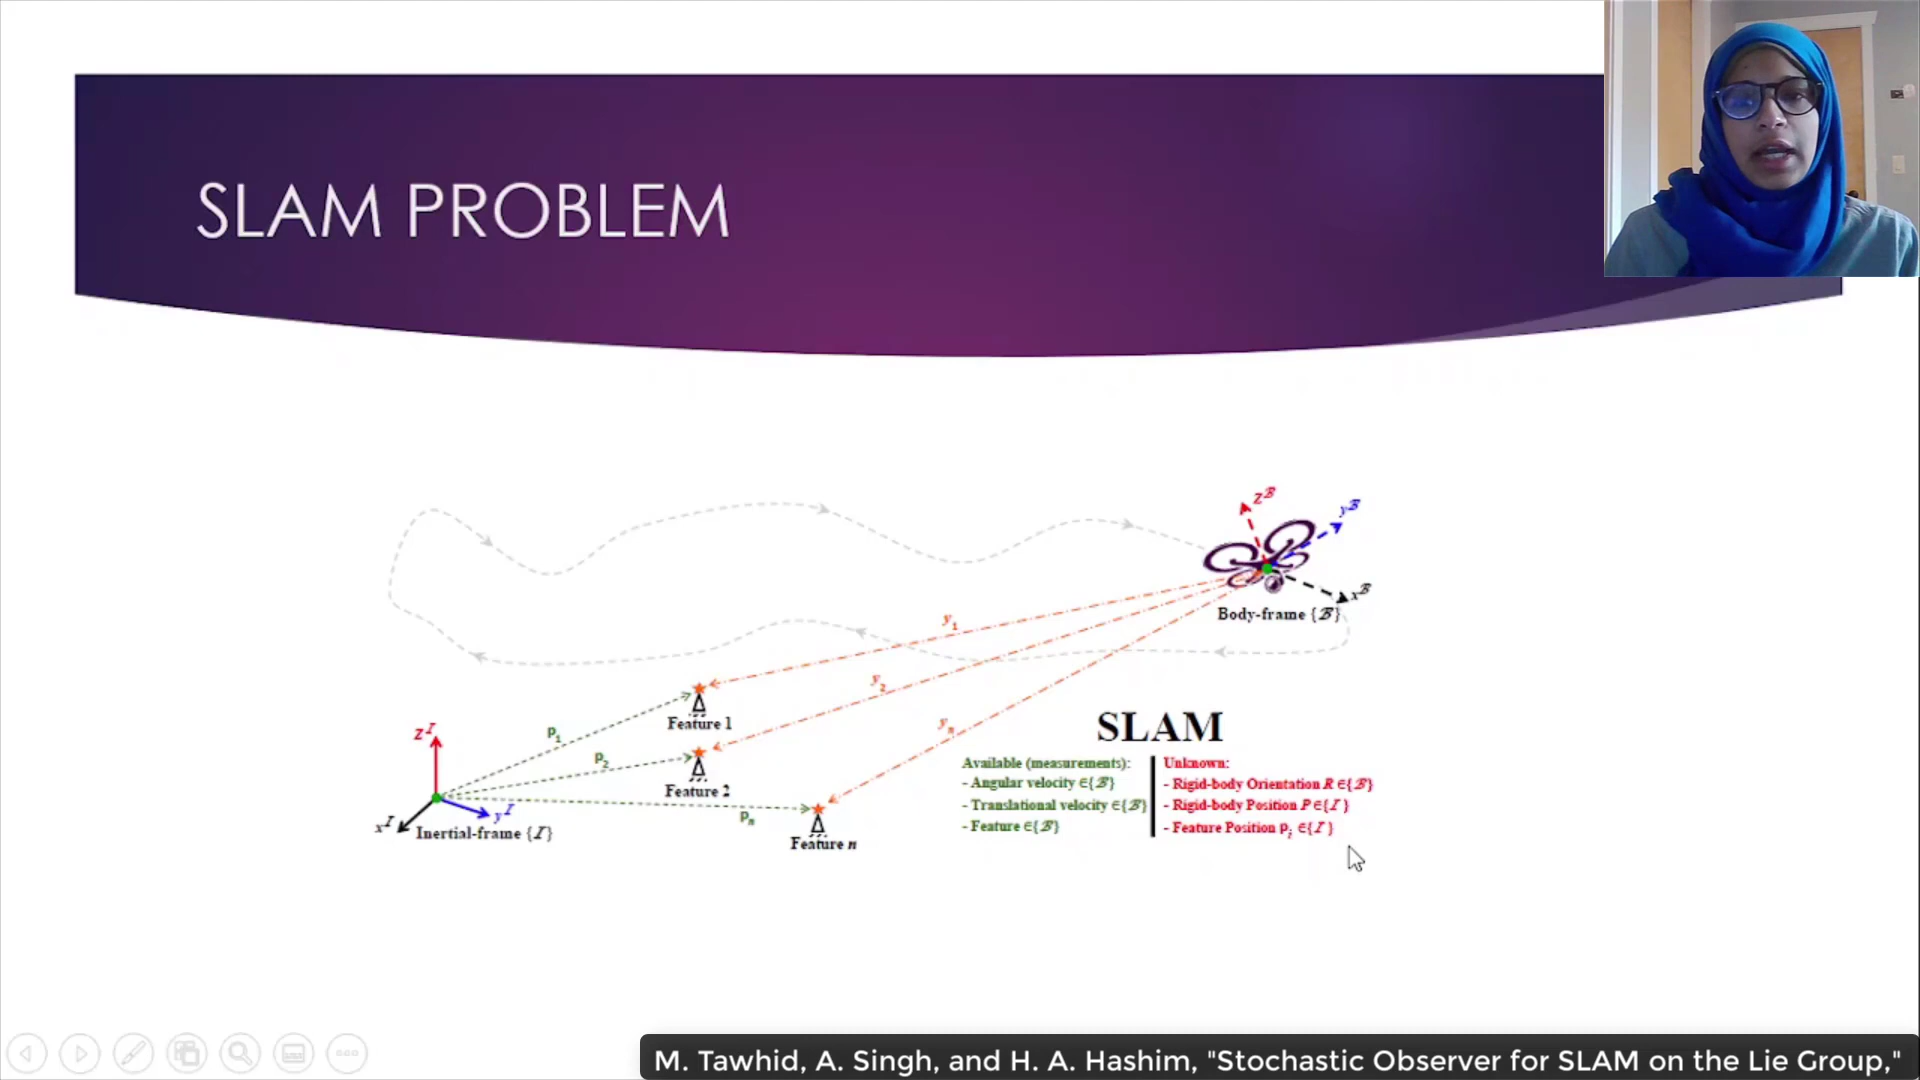 SLAM PROBLEM
z^ℬ
y^ℬ
x^ℬ
Body-frame {ℬ}
y₁
y₂
yₙ
Feature 1
p₁
p₂
pₙ
Feature 2
Feature n
z^ℐ
y^ℐ
x^ℐ
Inertial-frame {ℐ}
SLAM
Available (measurements):
- Angular velocity ∈{ℬ}
- Translational velocity ∈{ℬ}
- Feature ∈{ℬ}
Unknown:
- Rigid-body Orientation R ∈{ℬ}
- Rigid-body Position P∈{ℐ}
- Feature Position pᵢ ∈{ℐ}
M. Tawhid, A. Singh, and H. A. Hashim, "Stochastic Observer for SLAM on the Lie Group,"